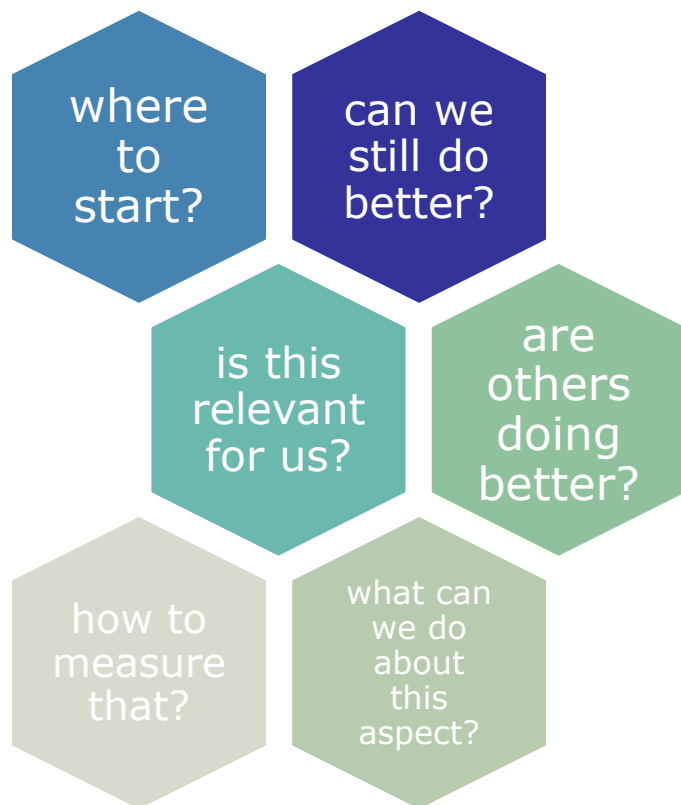 where
to
start?
can we
still do
better?
is this
relevant
for us?
are
others
doing
better?
how to
measure
that?
what can
we do
about
this
aspect?